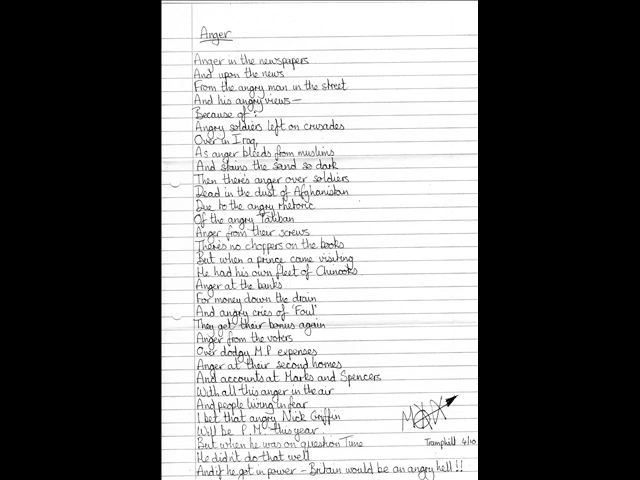 Anger
Anger in the newspapers
And upon the news
From the angry man in the street
And his angry views —
Because of :
Angry soldiers left on crusades
Over in Iraq,
As anger bleeds from muslims
And stains the sand so dark
Then there's anger over soldiers
Dead in the dust of Afghanistan
Due to the angry rhetoric
Of the angry Taliban
Anger from their screws
There's no choppers on the books
But when a prince came visiting
He had his own fleet of Chinooks
Anger at the banks
For money down the drain
And angry cries of 'Foul'
They get their bonus again
Anger from the voters
Over dodgy M.P expenses
Anger at their second homes
And accounts at Marks and Spencers
With all this anger in the air
And people living in fear
I bet that angry Nick Griffin
Will be P.M. this year.
But when he was on question Time
He didn't do that well
And if he got in power – Britain would be an angry hell !!
Tramphill 4/10